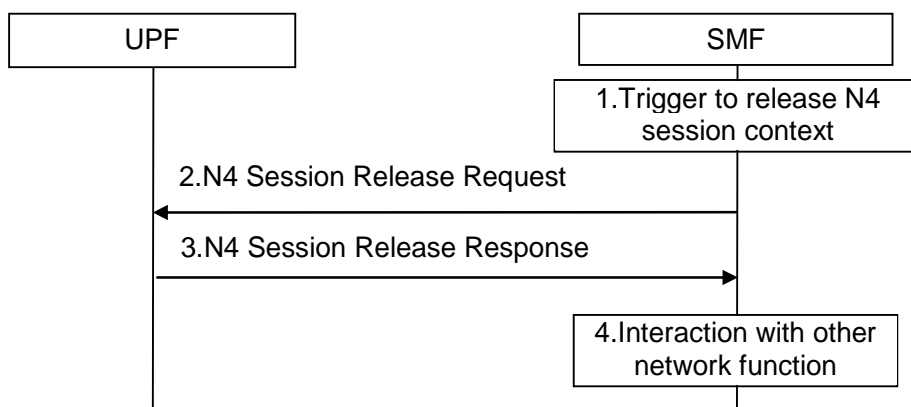 UPF
SMF
1.Trigger to release N4
session context
2.N4 Session Release Request
3.N4 Session Release Response
4.Interaction with other
network function